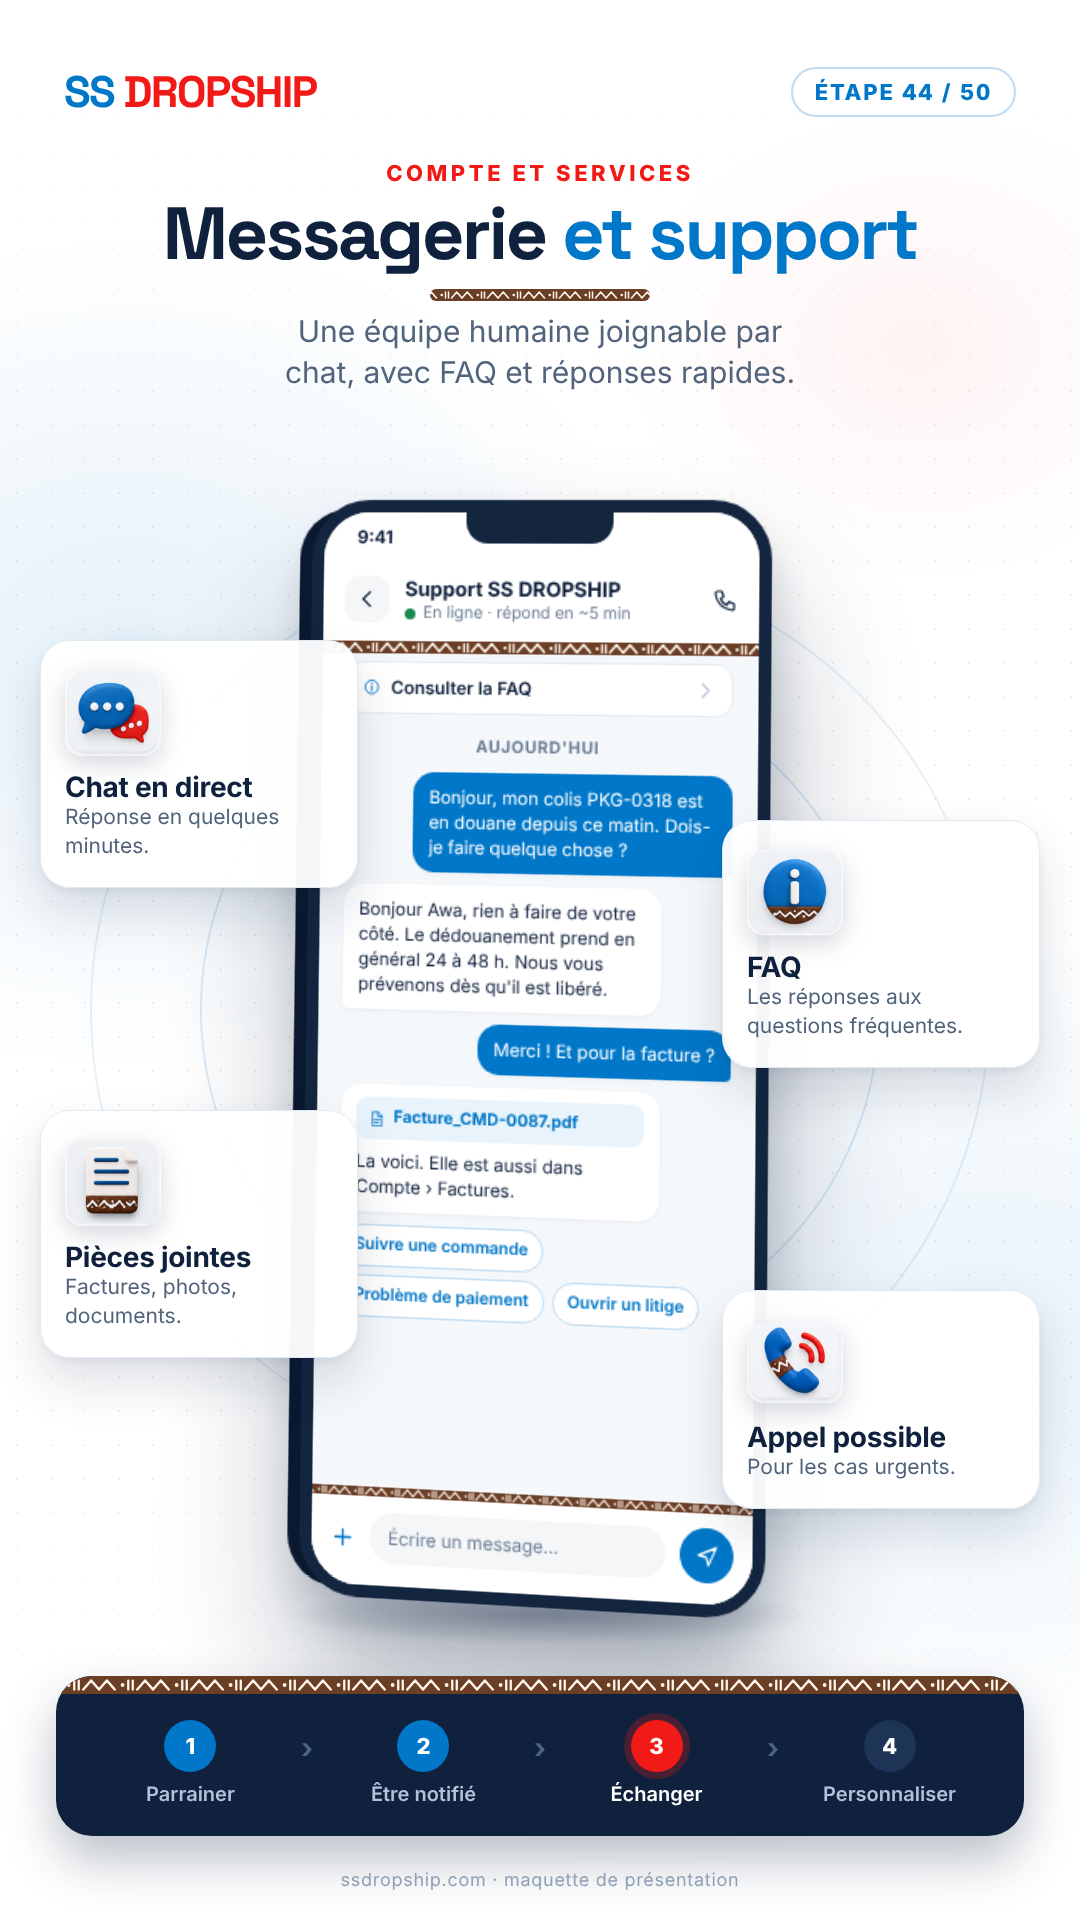 SS DROPSHIP
ÉTAPE 44 / 50
COMPTE ET SERVICES
Messagerie et support
Une équipe humaine joignable par
chat, avec FAQ et réponses rapides.
9:41
Support SS DROPSHIP
En ligne · répond en ~5 min
Consulter la FAQ
AUJOURD'HUI
Bonjour, mon colis PKG-0318 est
en douane depuis ce matin. Dois-
je faire quelque chose ?
Bonjour Awa, rien à faire de votre
côté. Le dédouanement prend en
général 24 à 48 h. Nous vous
prévenons dès qu'il est libéré.
Merci ! Et pour la facture ?
Facture_CMD-0087.pdf
La voici. Elle est aussi dans
Compte › Factures.
Suivre une commande
Problème de paiement
Ouvrir un litige
Écrire un message...
Chat en direct
Réponse en quelques
minutes.
FAQ
Les réponses aux
questions fréquentes.
Pièces jointes
Factures, photos,
documents.
Appel possible
Pour les cas urgents.
1 › 2 › 3 › 4
Parrainer Être notifié Échanger Personnaliser
ssdropship.com · maquette de présentation